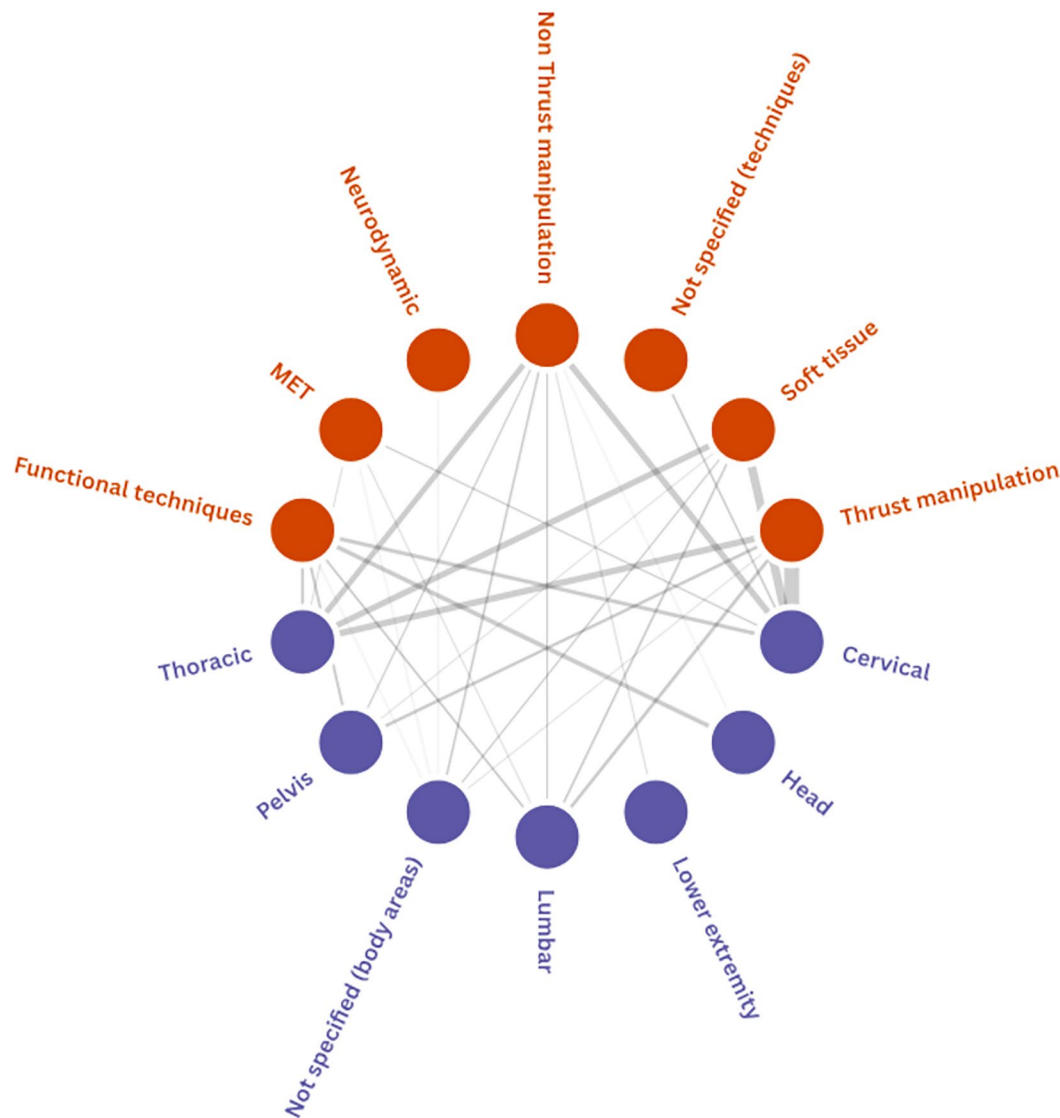 Non Thrust manipulation
Not specified (techniques)
Neurodynamic
Soft tissue
MET
Thrust manipulation
Functional techniques
Thoracic
Cervical
Pelvis
Head
Not specified (body areas)
Lumbar
Lower extremity